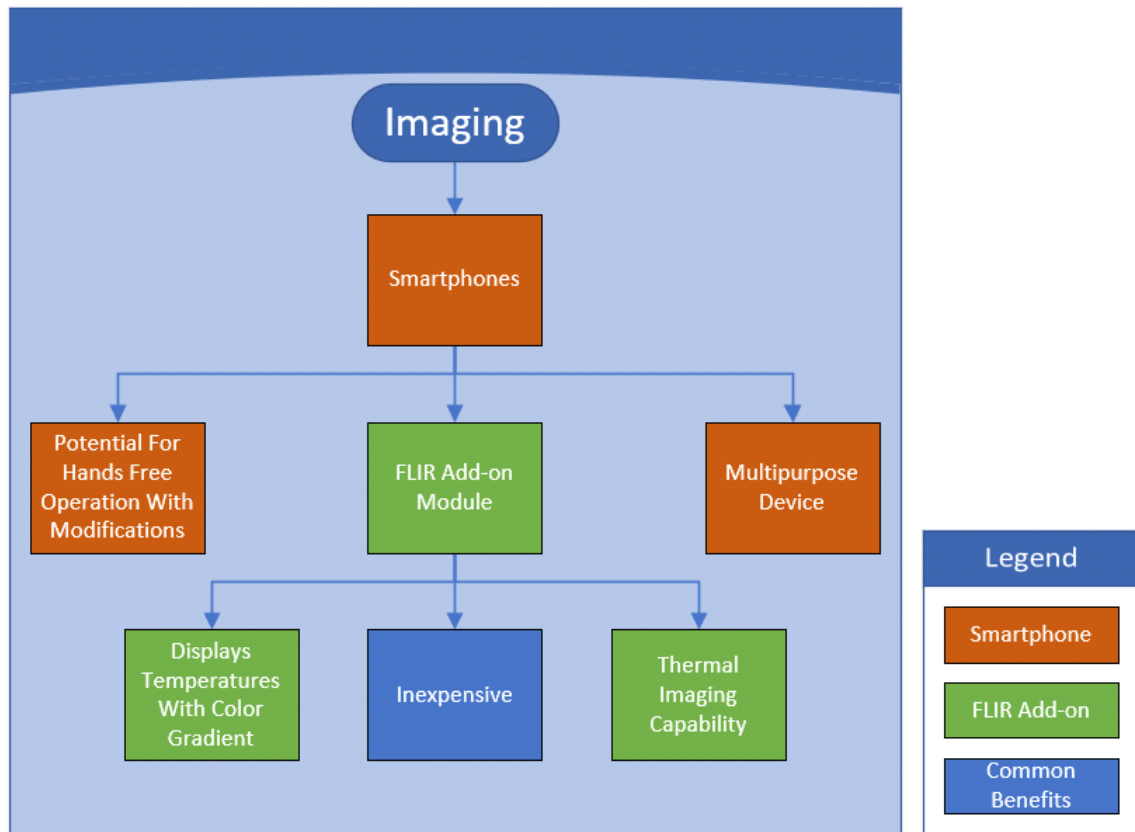 Imaging
Smartphones
Potential For
Hands Free
Operation With
Modifications
FLIR Add-on
Module
Multipurpose
Device
Displays
Temperatures
With Color
Gradient
Inexpensive
Thermal
Imaging
Capability
Legend
Smartphone
FLIR Add-on
Common
Benefits